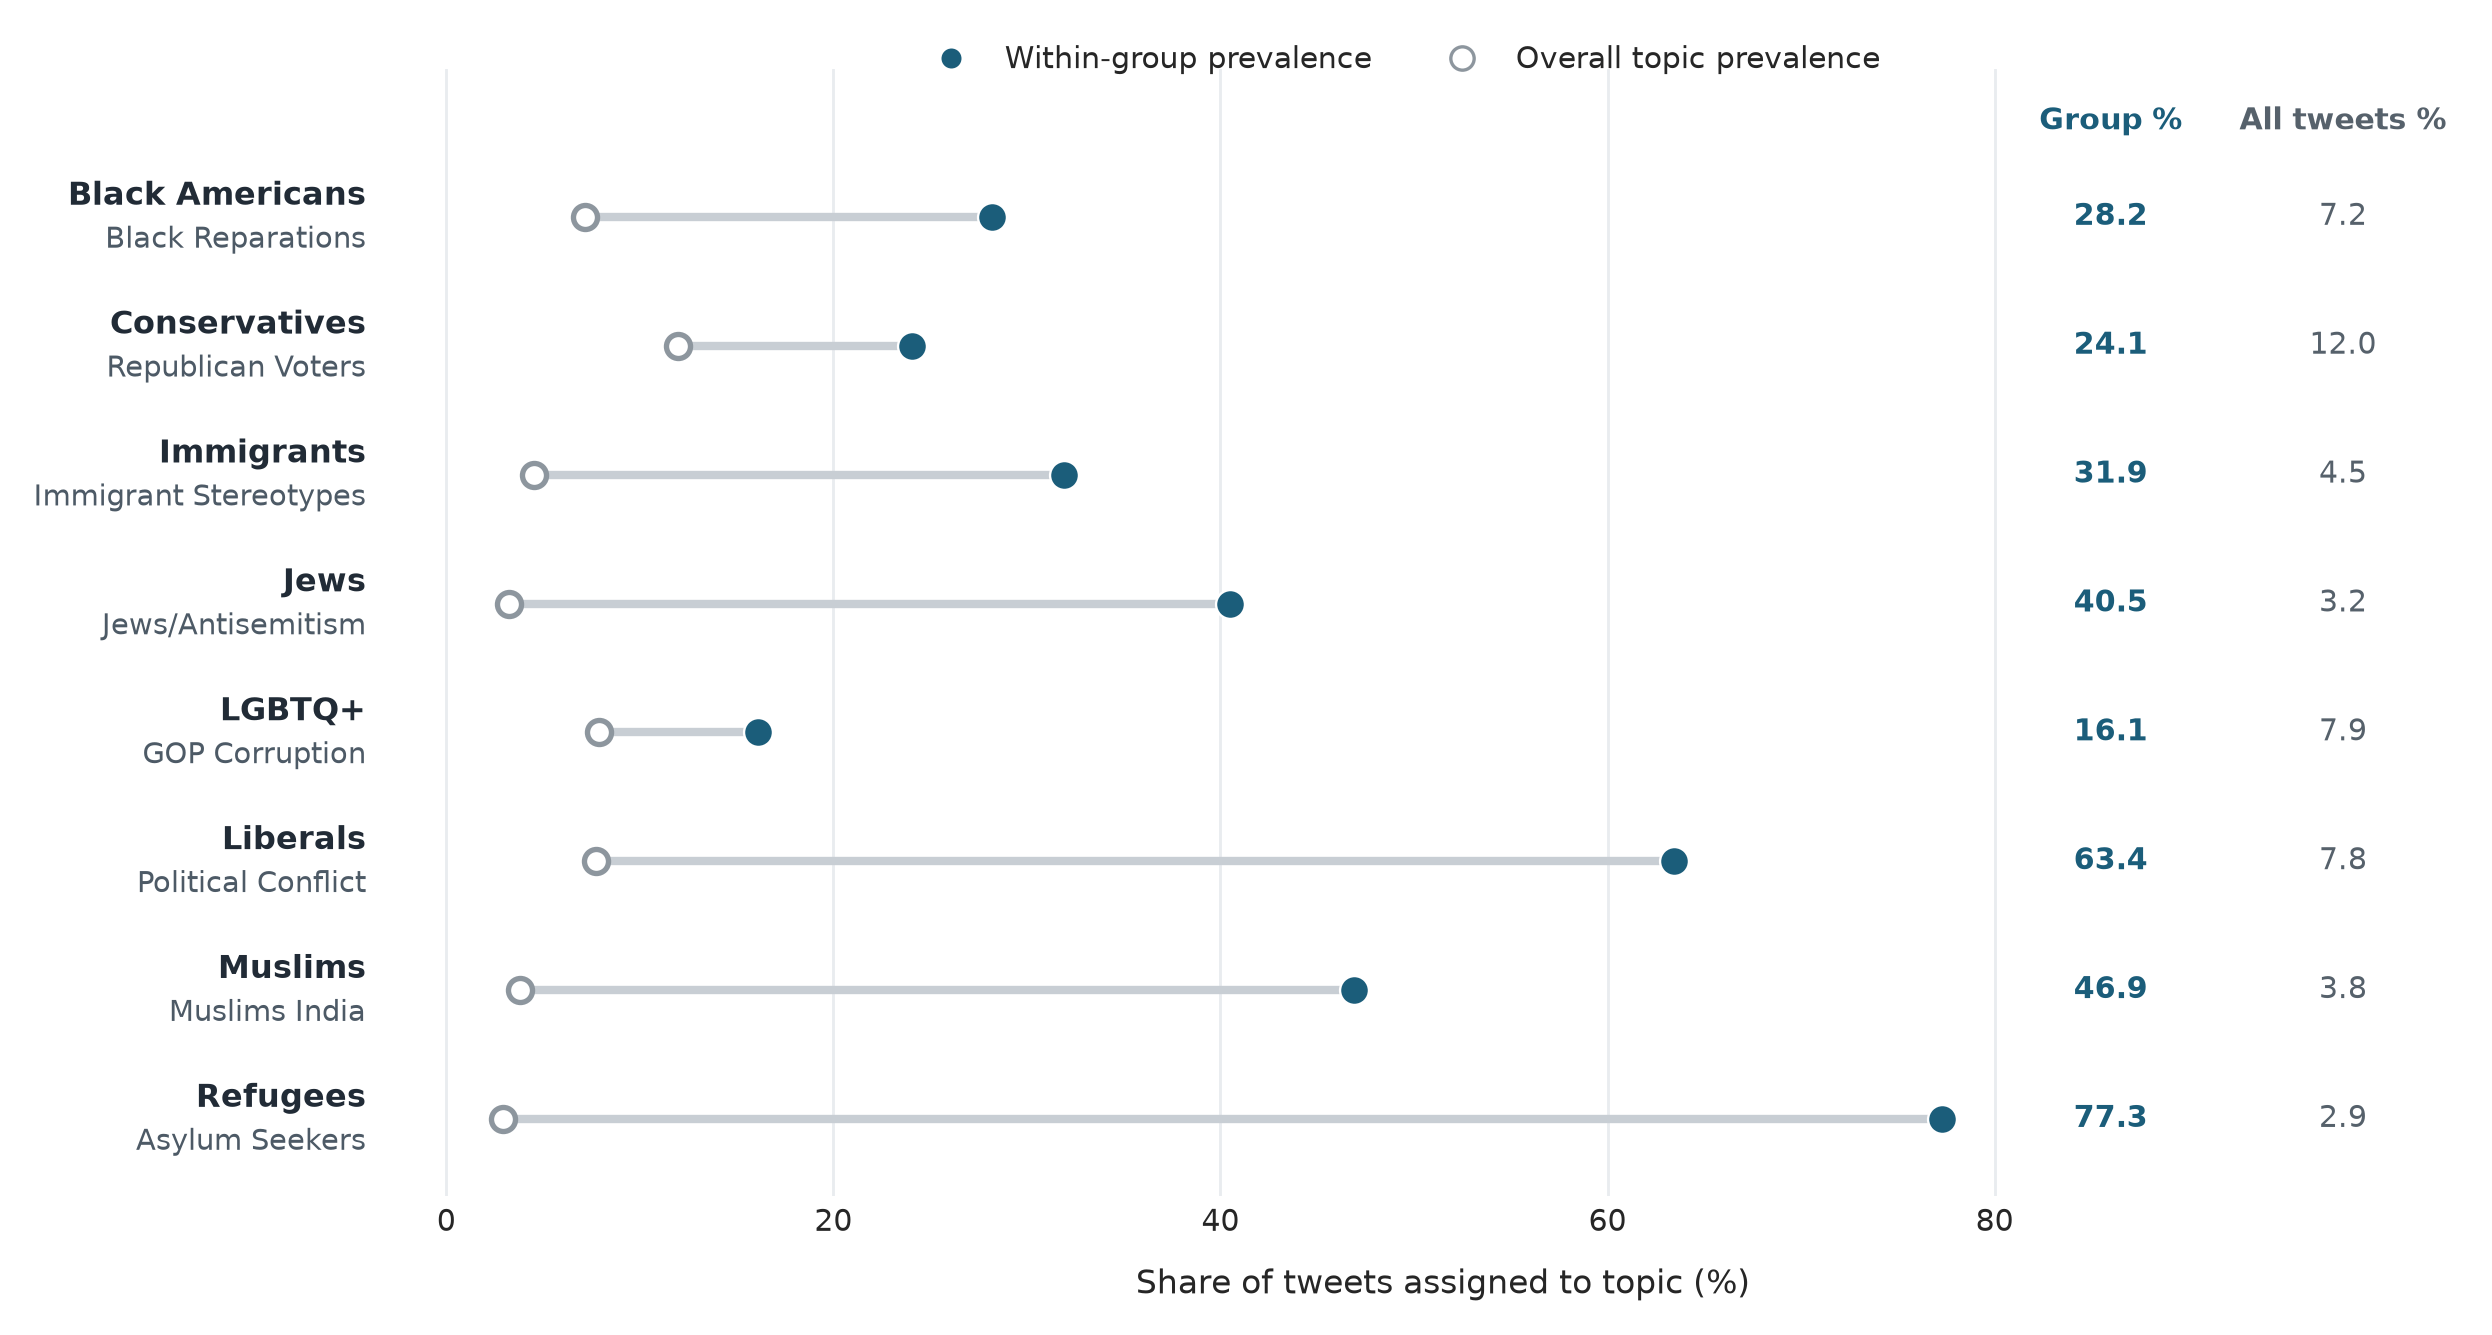 Within-group prevalence Overall topic prevalence
Group % All tweets %
Black Americans
Black Reparations
28.2 7.2
Conservatives
Republican Voters
24.1 12.0
Immigrants
Immigrant Stereotypes
31.9 4.5
Jews
Jews/Antisemitism
40.5 3.2
LGBTQ+
GOP Corruption
16.1 7.9
Liberals
Political Conflict
63.4 7.8
Muslims
Muslims India
46.9 3.8
Refugees
Asylum Seekers
77.3 2.9
0 20 40 60 80
Share of tweets assigned to topic (%)